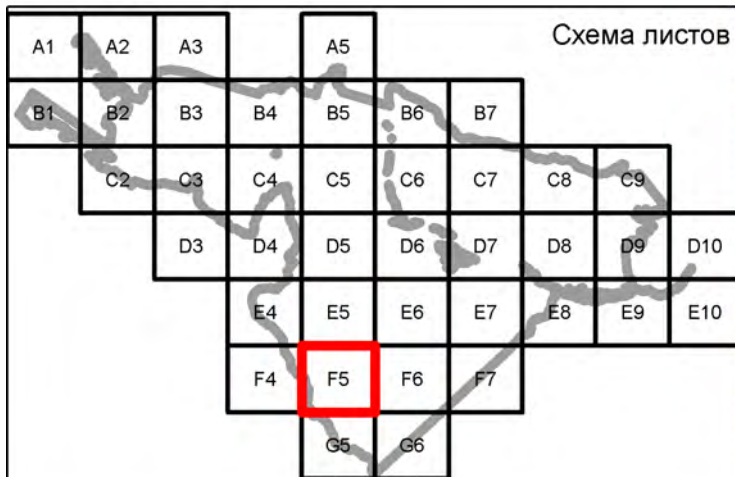 A1 A2 A3 A5 Схема листов
B1 B2 B3 B4 B5 B6 B7
C2 C3 C4 C5 C6 C7 C8 C9
D3 D4 D5 D6 D7 D8 D9 D10
E4 E5 E6 E7 E8 E9 E10
F4 F5 F6 F7
G5 G6